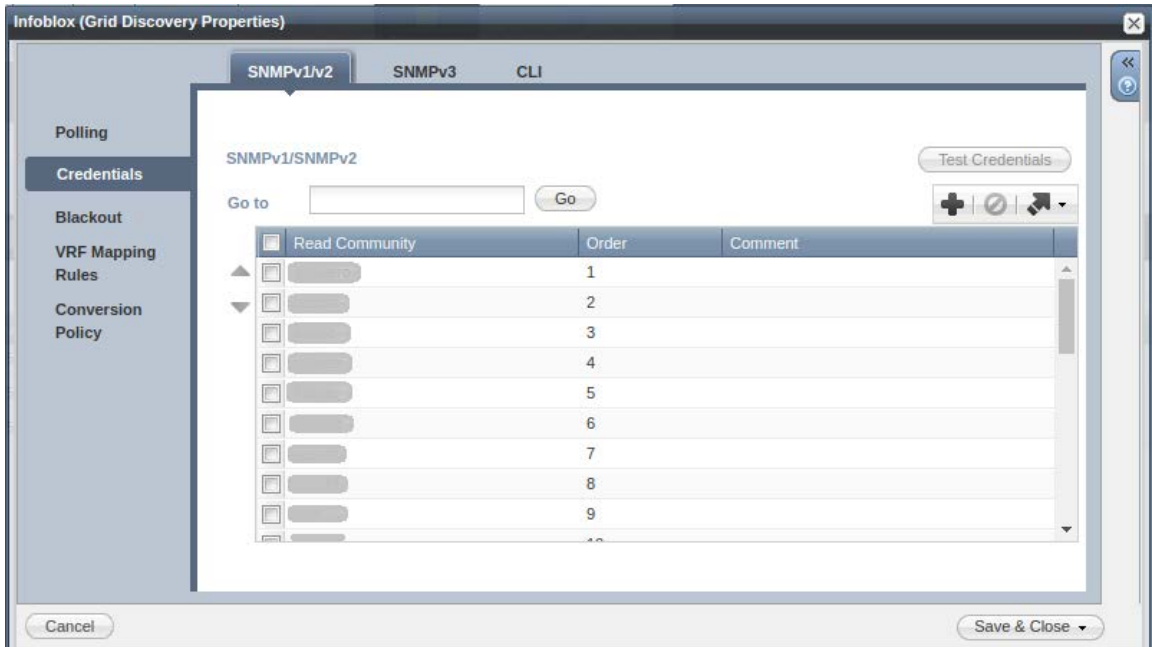 Infoblox (Grid Discovery Properties)
SNMPv1/v2 SNMPv3 CLI
Polling
Credentials
Blackout
VRF Mapping
Rules
Conversion
Policy
SNMPv1/SNMPv2
Test Credentials
Go to Go
Read Community Order Comment
1
2
3
4
5
6
7
8
9
10
Cancel
Save & Close